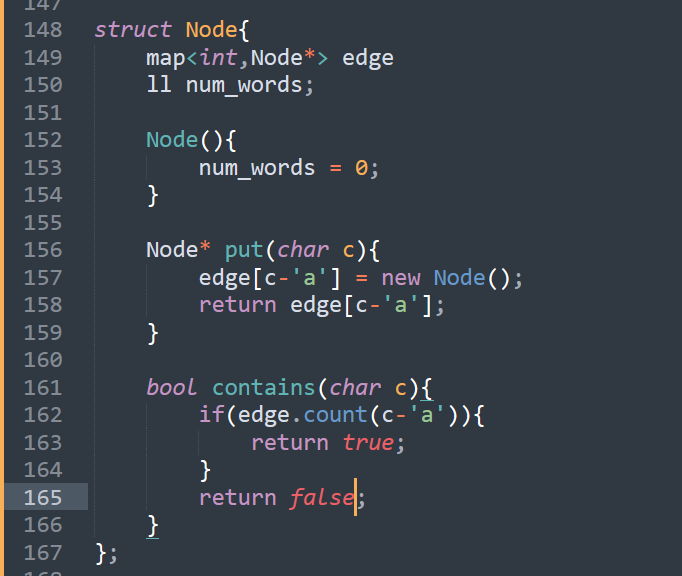 147
148 struct Node{
149 map<int,Node*> edge
150 ll num_words;
151
152 Node(){
153 num_words = 0;
154 }
155
156 Node* put(char c){
157 edge[c-'a'] = new Node();
158 return edge[c-'a'];
159 }
160
161 bool contains(char c){
162 if(edge.count(c-'a')){
163 return true;
164 }
165 return false;
166 }
167 };
168